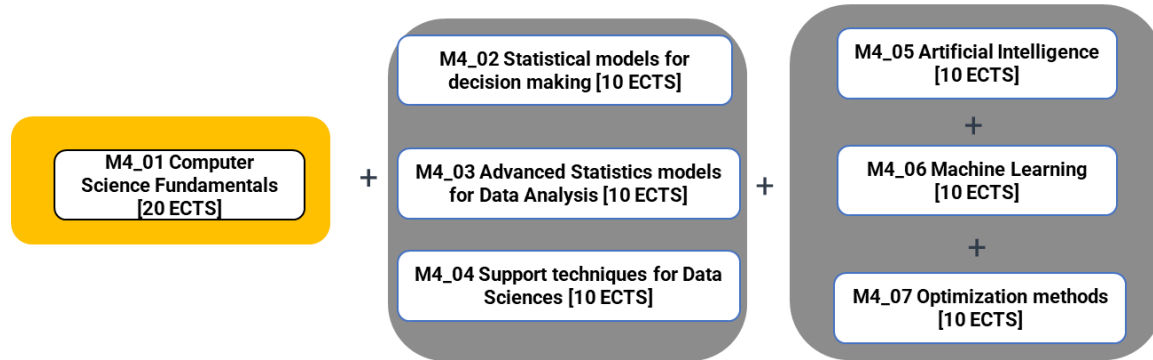 M4_01 Computer
Science Fundamentals
[20 ECTS]
+
M4_02 Statistical models for
decision making [10 ECTS]
M4_03 Advanced Statistics models
for Data Analysis [10 ECTS]
M4_04 Support techniques for Data
Sciences [10 ECTS]
+
M4_05 Artificial Intelligence
[10 ECTS]
+
M4_06 Machine Learning
[10 ECTS]
+
M4_07 Optimization methods
[10 ECTS]